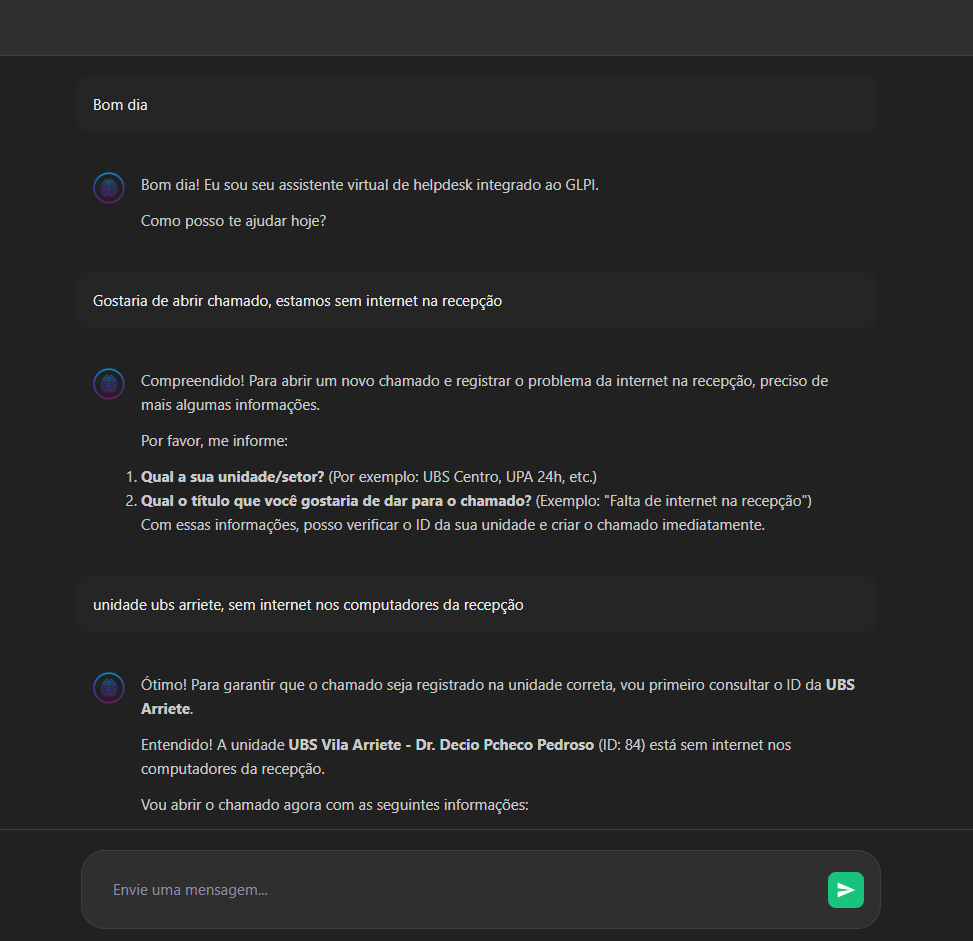 Bom dia
Bom dia! Eu sou seu assistente virtual de helpdesk integrado ao GLPI.
Como posso te ajudar hoje?
Gostaria de abrir chamado, estamos sem internet na recepção
Compreendido! Para abrir um novo chamado e registrar o problema da internet na recepção, preciso de
mais algumas informações.
Por favor, me informe:
1. Qual a sua unidade/setor? (Por exemplo: UBS Centro, UPA 24h, etc.)
2. Qual o título que você gostaria de dar para o chamado? (Exemplo: "Falta de internet na recepção")
Com essas informações, posso verificar o ID da sua unidade e criar o chamado imediatamente.
unidade ubs arriete, sem internet nos computadores da recepção
Ótimo! Para garantir que o chamado seja registrado na unidade correta, vou primeiro consultar o ID da UBS
Arriete.
Entendido! A unidade UBS Vila Arriete - Dr. Decio Pcheco Pedroso (ID: 84) está sem internet nos
computadores da recepção.
Vou abrir o chamado agora com as seguintes informações:
Envie uma mensagem...